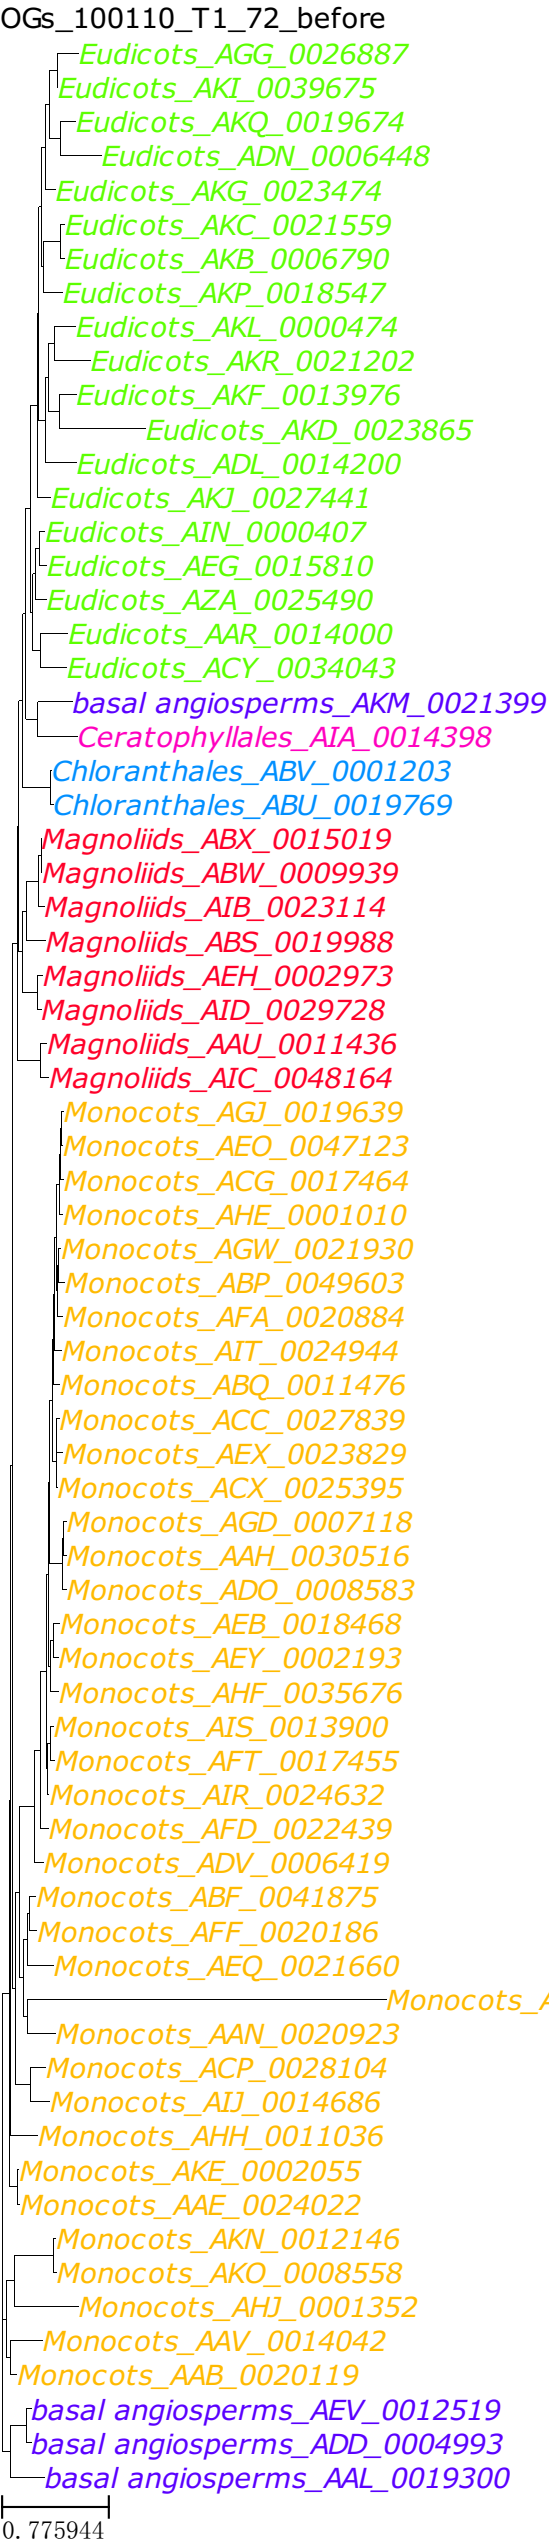 OGs_100110_T1_72_before
Eudicots_AGG_0026887
Eudicots_AKI_0039675
Eudicots_AKQ_0019674
Eudicots_ADN_0006448
Eudicots_AKG_0023474
Eudicots_AKC_0021559
Eudicots_AKB_0006790
Eudicots_AKP_0018547
Eudicots_AKL_0000474
Eudicots_AKR_0021202
Eudicots_AKF_0013976
Eudicots_AKD_0023865
Eudicots_ADL_0014200
Eudicots_AKJ_0027441
Eudicots_AIN_0000407
Eudicots_AEG_0015810
Eudicots_AZA_0025490
Eudicots_AAR_0014000
Eudicots_ACY_0034043
basal angiosperms_AKM_0021399
Ceratophyllales_AIA_0014398
Chloranthales_ABV_0001203
Chloranthales_ABU_0019769
Magnoliids_ABX_0015019
Magnoliids_ABW_0009939
Magnoliids_AIB_0023114
Magnoliids_ABS_0019988
Magnoliids_AEH_0002973
Magnoliids_AID_0029728
Magnoliids_AAU_0011436
Magnoliids_AIC_0048164
Monocots_AGJ_0019639
Monocots_AEO_0047123
Monocots_ACG_0017464
Monocots_AHE_0001010
Monocots_AGW_0021930
Monocots_ABP_0049603
Monocots_AFA_0020884
Monocots_AIT_0024944
Monocots_ABQ_0011476
Monocots_ACC_0027839
Monocots_AEX_0023829
Monocots_ACX_0025395
Monocots_AGD_0007118
Monocots_AAH_0030516
Monocots_ADO_0008583
Monocots_AEB_0018468
Monocots_AEY_0002193
Monocots_AHF_0035676
Monocots_AIS_0013900
Monocots_AFT_0017455
Monocots_AIR_0024632
Monocots_AFD_0022439
Monocots_ADV_0006419
Monocots_ABF_0041875
Monocots_AFF_0020186
Monocots_AEQ_0021660
Monocots_A
Monocots_AAN_0020923
Monocots_ACP_0028104
Monocots_AIJ_0014686
Monocots_AHH_0011036
Monocots_AKE_0002055
Monocots_AAE_0024022
Monocots_AKN_0012146
Monocots_AKO_0008558
Monocots_AHJ_0001352
Monocots_AAV_0014042
Monocots_AAB_0020119
basal angiosperms_AEV_0012519
basal angiosperms_ADD_0004993
basal angiosperms_AAL_0019300
0.775944